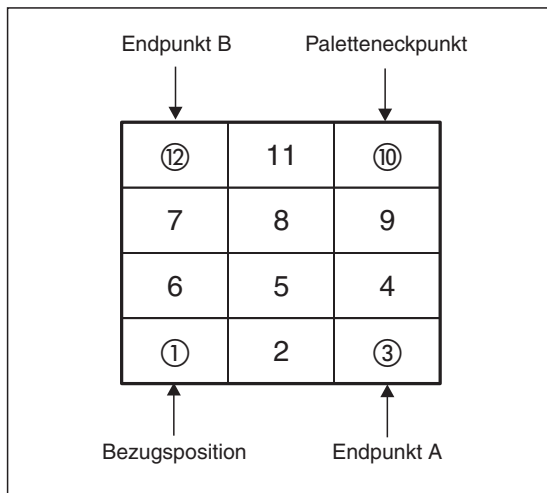 Endpunkt B Paletteneckpunkt
⑫ 11 ⑩
7 8 9
6 5 4
① 2 ③
Bezugsposition Endpunkt A